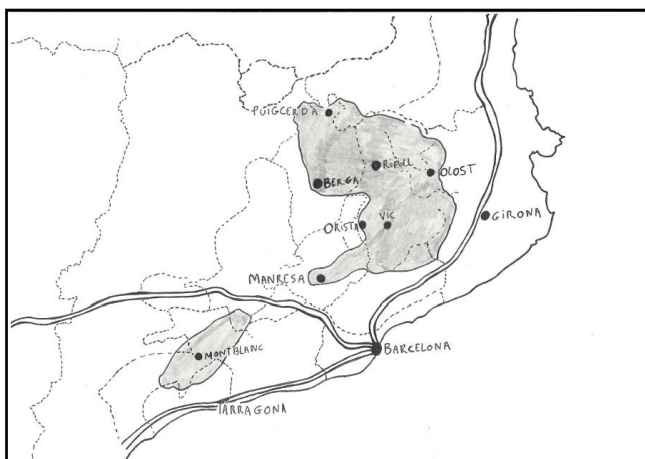 PUIGCERDA
RIPOLL
OLOST
BERGA
ORISTA
VIC
GIRONA
MANRESA
BARCELONA
MONTBLANC
TARRAGONA